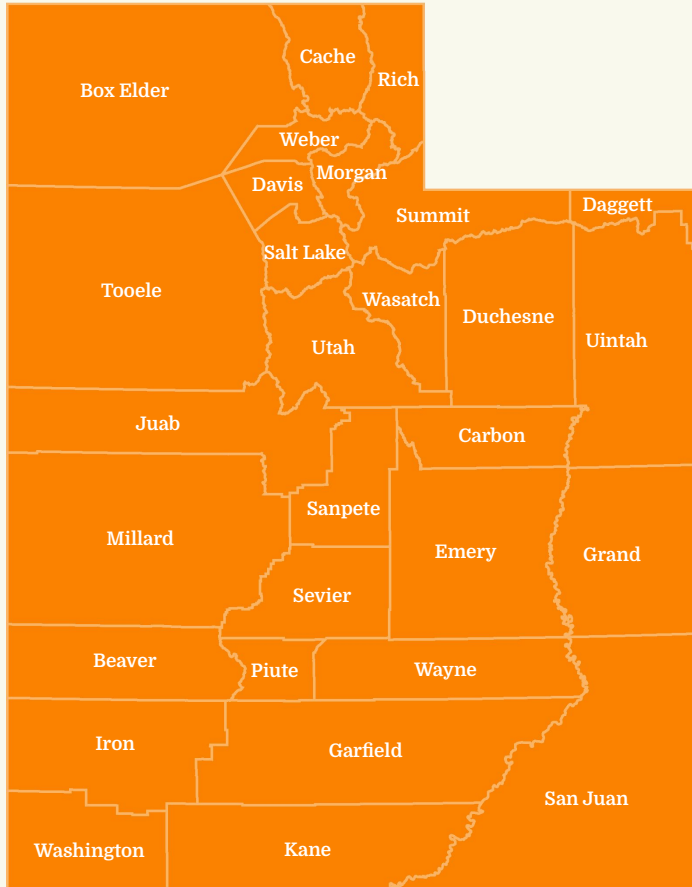 Cache
Rich
Box Elder
Weber
Morgan
Davis
Daggett
Summit
Salt Lake
Tooele
Wasatch
Duchesne
Uintah
Utah
Juab
Carbon
Sanpete
Millard
Emery
Grand
Sevier
Beaver
Piute
Wayne
Iron
Garfield
San Juan
Washington
Kane